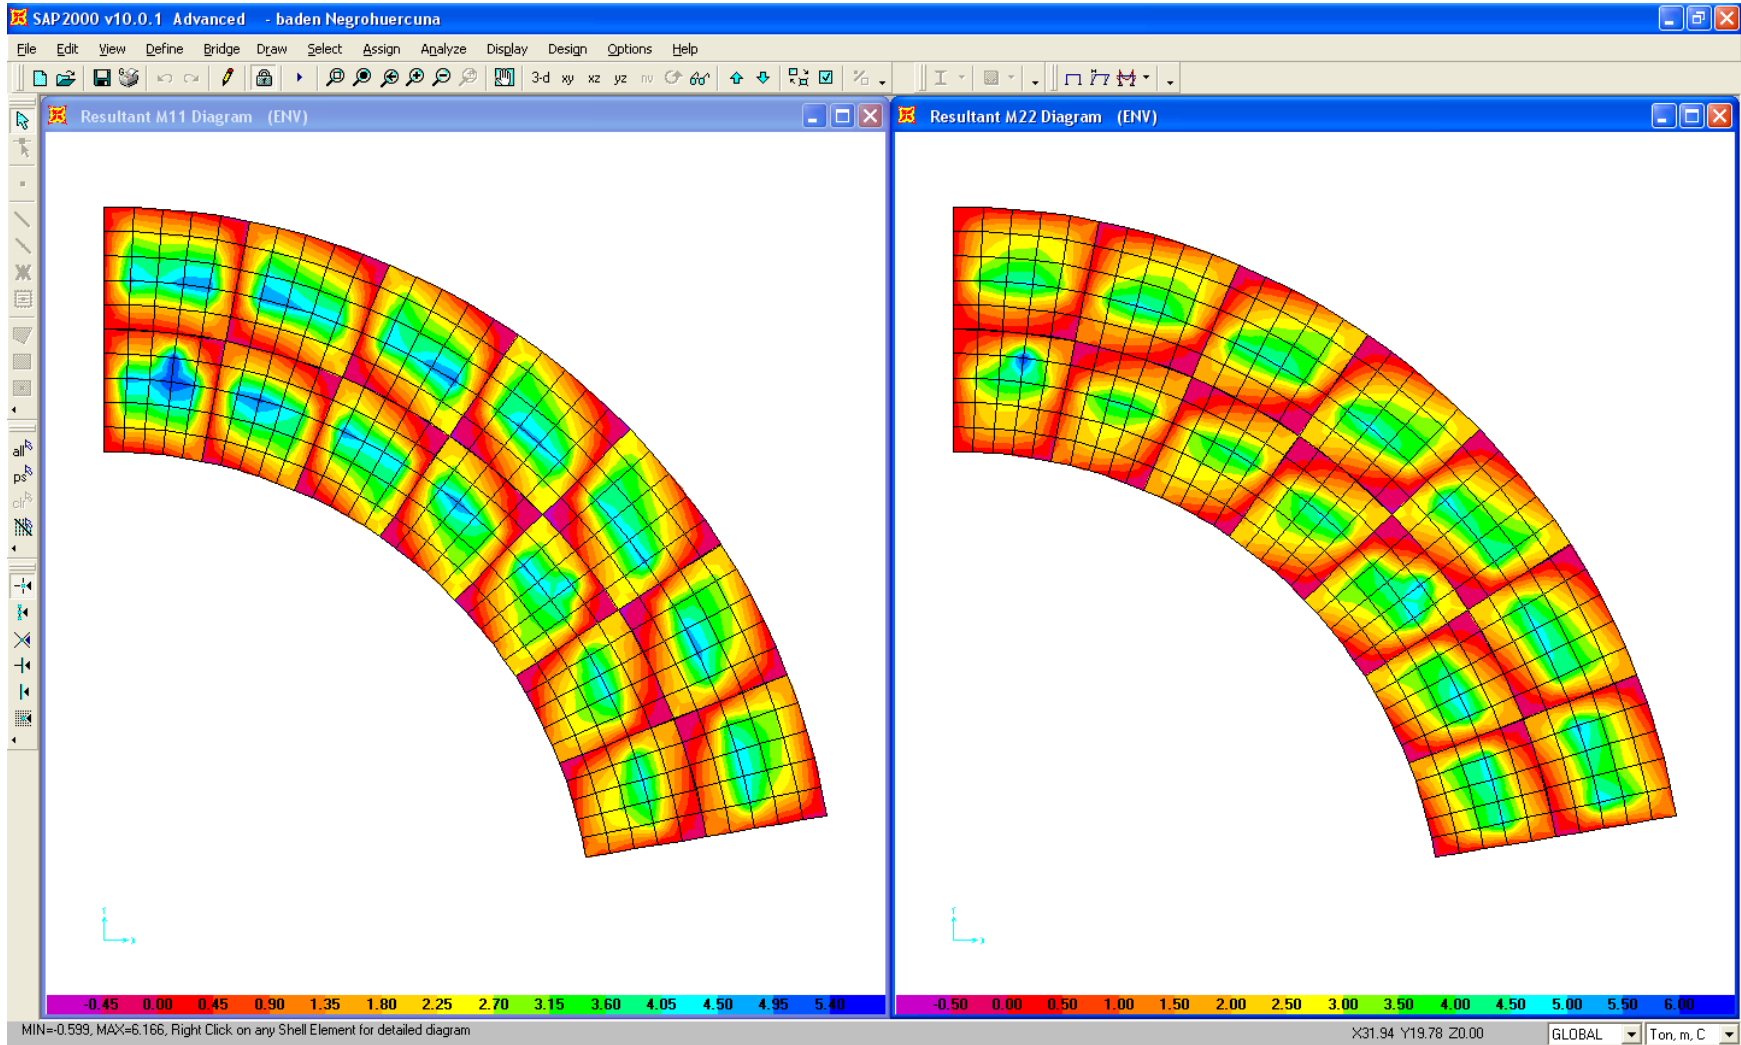 SAP2000 v10.0.1 Advanced - baden Negrohuercuna
File Edit View Define Bridge Draw Select Assign Analyze Display Design Options Help
3-d xy xz yz nv
Resultant M11 Diagram (ENV)
Resultant M22 Diagram (ENV)
all
ps
clr
-0.45 0.00 0.45 0.90 1.35 1.80 2.25 2.70 3.15 3.60 4.05 4.50 4.95 5.40
-0.50 0.00 0.50 1.00 1.50 2.00 2.50 3.00 3.50 4.00 4.50 5.00 5.50 6.00
MIN=-0.599, MAX=6.166, Right Click on any Shell Element for detailed diagram
X31.94 Y19.78 Z0.00
GLOBAL
Ton, m, C